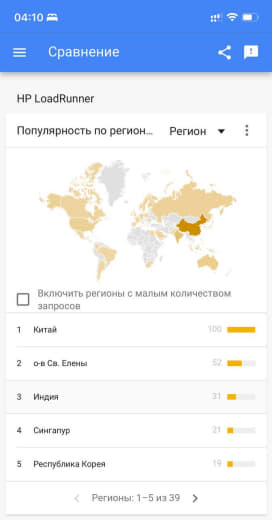 04:10
Сравнение
HP LoadRunner
Популярность по регион... Регион
Включить регионы с малым количеством
запросов
1 Китай 100
2 о-в Св. Елены 52
3 Индия 31
4 Сингапур 21
5 Республика Корея 19
Регионы: 1–5 из 39